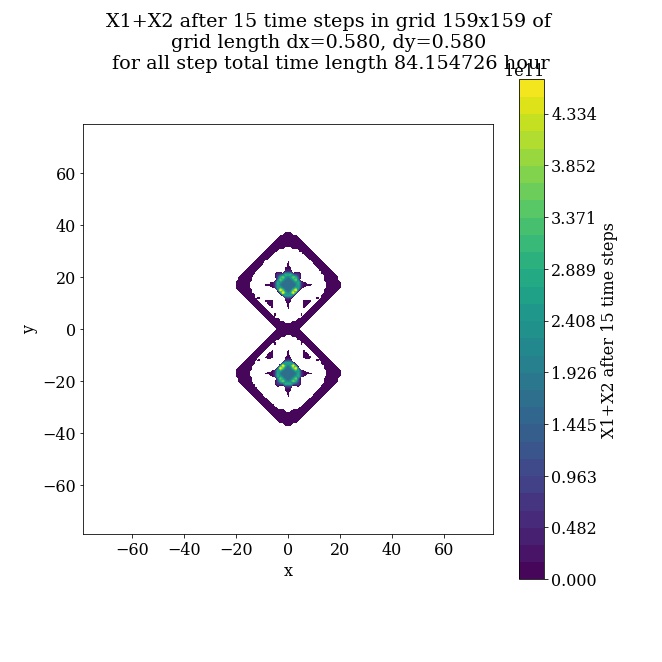 X1+X2 after 15 time steps in grid 159x159 of
grid length dx=0.580, dy=0.580
for all step total time length 84.154726 hour
1e11
4.334
3.852
3.371
2.889
2.408
1.926
1.445
0.963
0.482
0.000
X1+X2 after 15 time steps
60
40
20
0
−20
−40
−60
y
−60 −40 −20 0 20 40 60
x